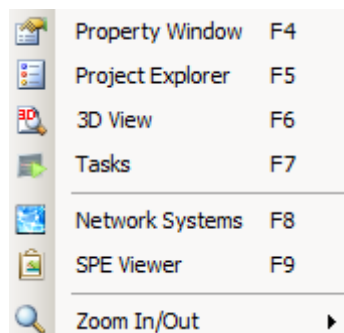 Property Window F4
Project Explorer F5
3D View F6
Tasks F7
Network Systems F8
SPE Viewer F9
Zoom In/Out